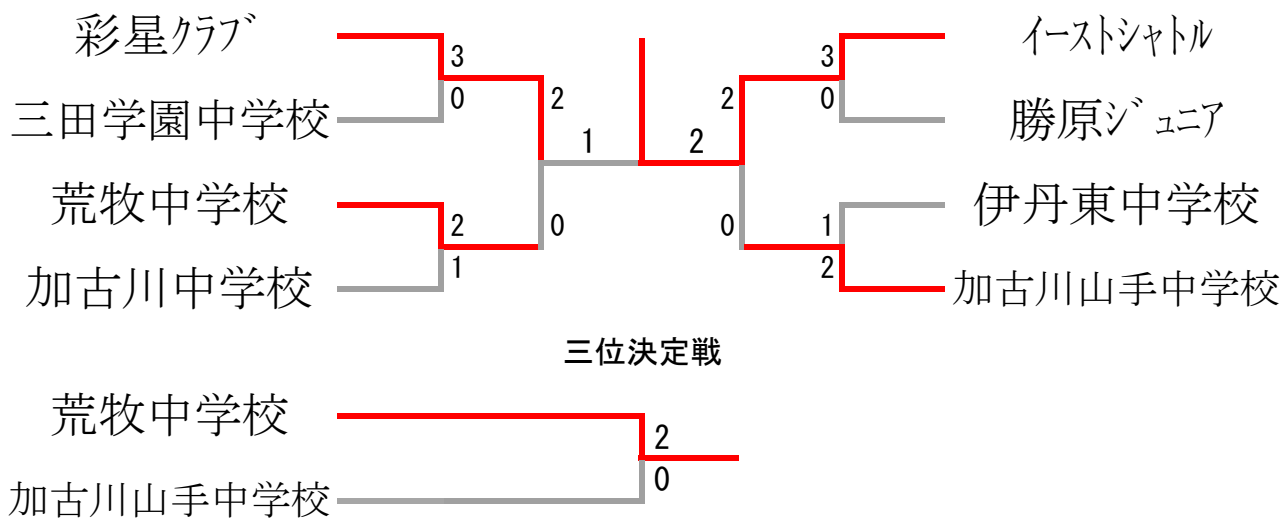 彩星ｸﾗﾌﾞ
3
0
三田学園中学校
2
1
荒牧中学校
2
1
0
加古川中学校
イーストシャトル
3
0
勝原ｼﾞｭﾆｱ
2
2
伊丹東中学校
1
2
0
加古川山手中学校
三位決定戦
荒牧中学校
2
0
加古川山手中学校